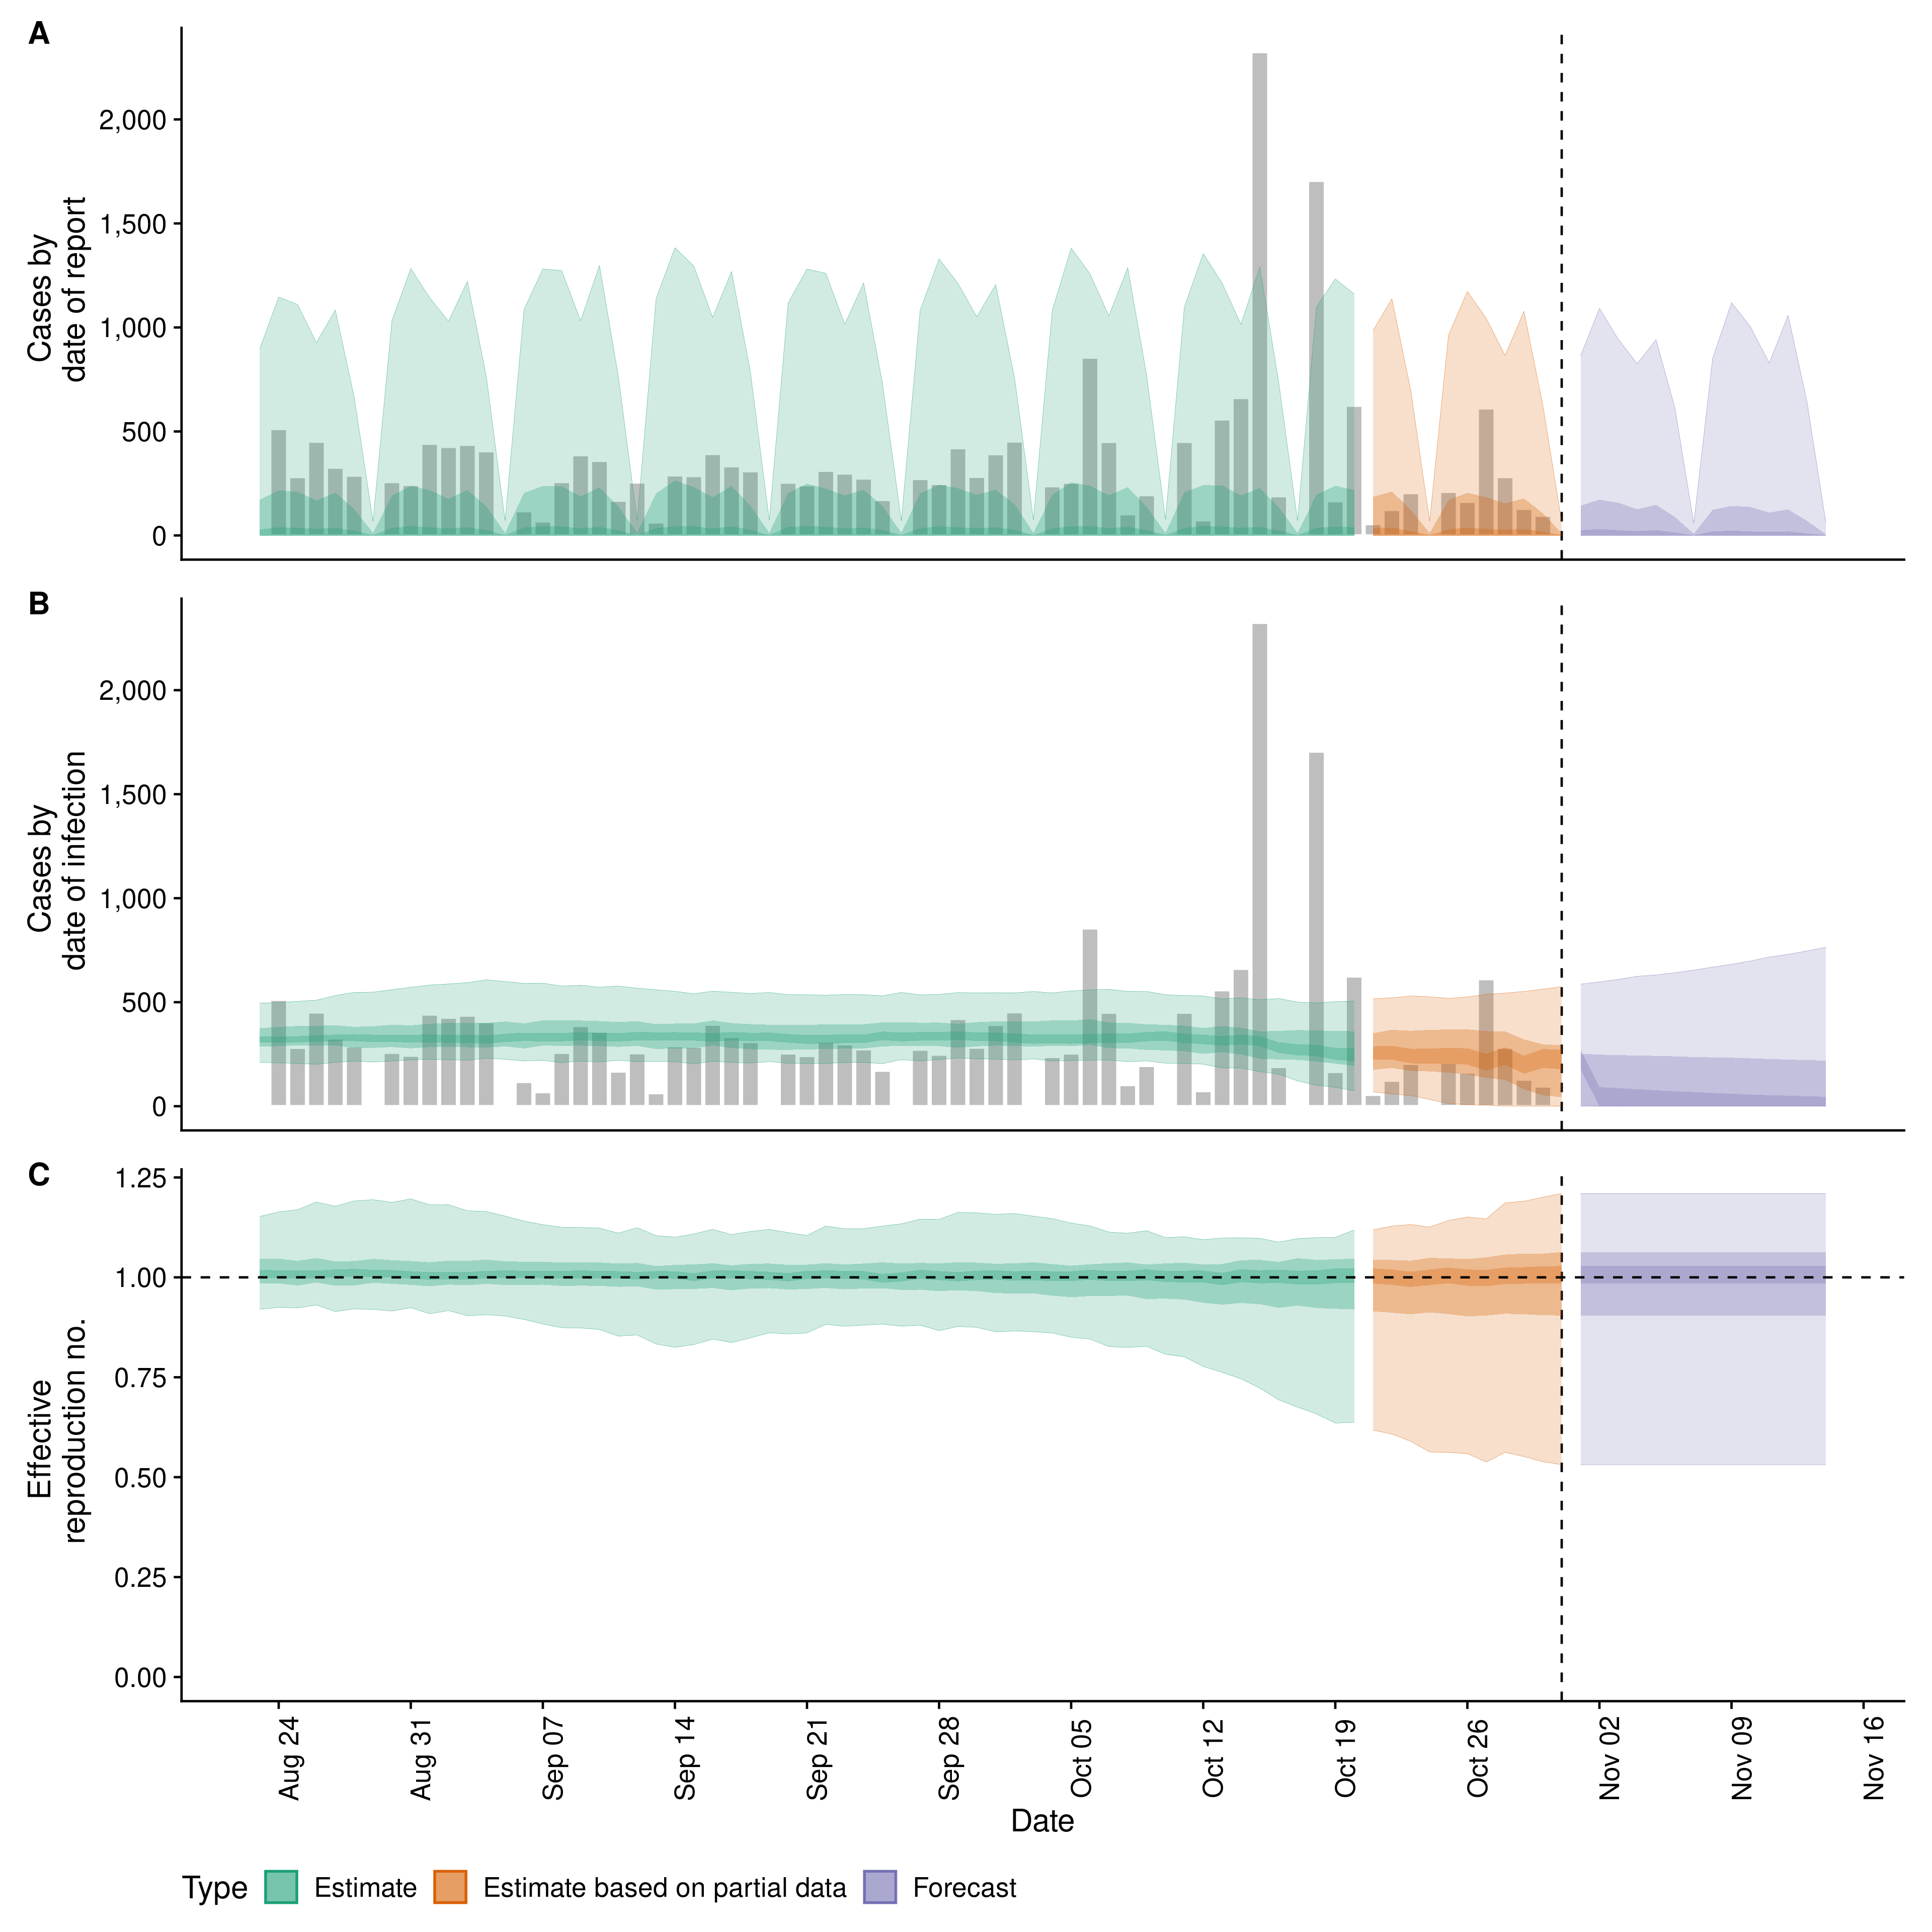 A
Cases by
date of report
2,000
1,500
1,000
500
0
B
Cases by
date of infection
2,000
1,500
1,000
500
0
C
Effective
reproduction no.
1.25
1.00
0.75
0.50
0.25
0.00
Aug 24
Aug 31
Sep 07
Sep 14
Sep 21
Sep 28
Oct 05
Oct 12
Oct 19
Oct 26
Nov 02
Nov 09
Nov 16
Date
Type Estimate Estimate based on partial data Forecast